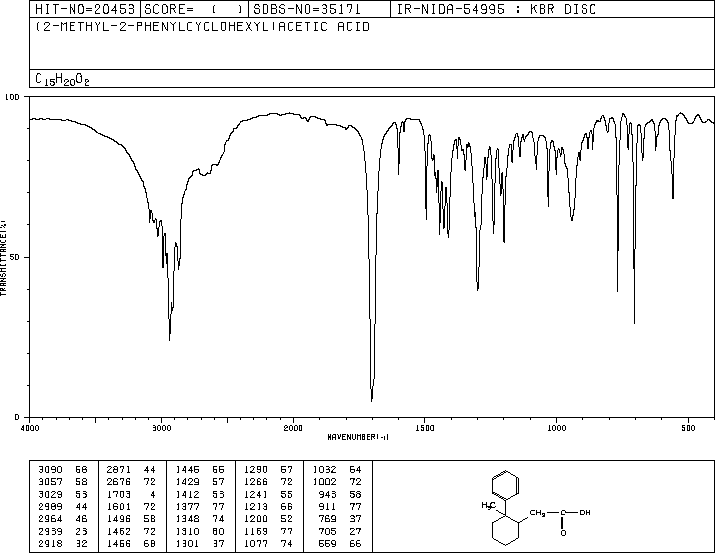 HIT-NO=20453 SCORE= ( ) SDBS-NO=35171 IR-NIDA-54995 : KBR DISC
(2-METHYL-2-PHENYLCYCLOHEXYL)ACETIC ACID
C15H20O2
100
50
0
TRANSMITTANCE(%)
4000 3000 2000 1500 1000 500
WAVENUMBER(-1)
3090 60 2871 44 1446 55 1290 57 1032 64
3057 58 2676 72 1429 57 1266 72 1002 72
3029 53 1703 4 1412 53 1241 55 943 58
2989 44 1601 72 1377 77 1213 66 911 77
2964 46 1496 58 1348 74 1200 52 769 37
2939 23 1462 72 1310 60 1169 77 705 27
2918 32 1456 68 1301 37 1077 74 559 66
H3C
CH2
C
OH
O